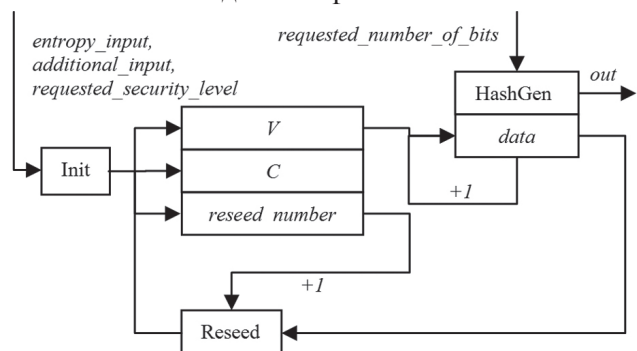 entropy_input,
additional_input,
requested_security_level
requested_number_of_bits
out
HashGen
data
V
C
reseed number
Init
+1
+1
Reseed